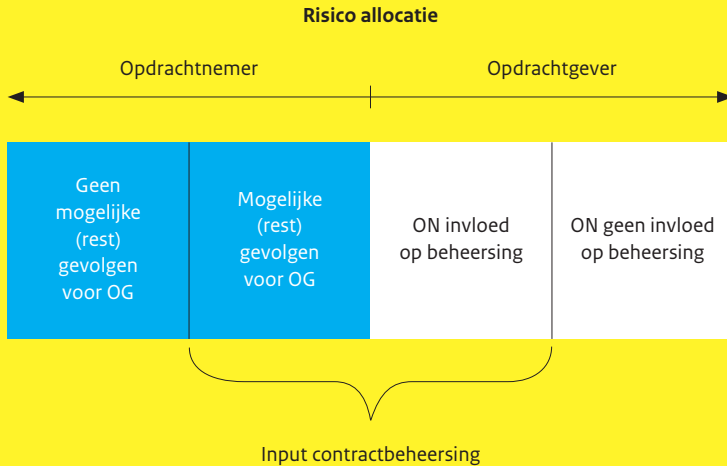 Risico allocatie
Opdrachtnemer
Opdrachtgever
Geen
mogelijke
(rest)
gevolgen
voor OG
Mogelijke
(rest)
gevolgen
voor OG
ON invloed
op beheersing
ON geen invloed
op beheersing
Input contractbeheersing